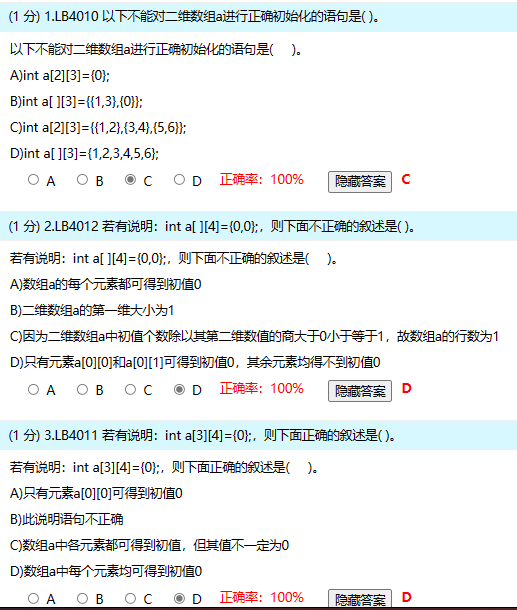 (1 分) 1.LB4010 以下不能对二维数组a进行正确初始化的语句是( )。
以下不能对二维数组a进行正确初始化的语句是(     )。
A)int a[2][3]={0};
B)int a[ ][3]={{1,3},{0}};
C)int a[2][3]={{1,2},{3,4},{5,6}};
D)int a[ ][3]={1,2,3,4,5,6};
A B C D 正确率：100% 隐藏答案 C
(1 分) 2.LB4012 若有说明：int a[ ][4]={0,0};，则下面不正确的叙述是( )。
若有说明：int a[ ][4]={0,0};，则下面不正确的叙述是(     )。
A)数组a的每个元素都可得到初值0
B)二维数组a的第一维大小为1
C)因为二维数组a中初值个数除以其第二维数值的商大于0小于等于1，故数组a的行数为1
D)只有元素a[0][0]和a[0][1]可得到初值0，其余元素均得不到初值0
A B C D 正确率：100% 隐藏答案 D
(1 分) 3.LB4011 若有说明：int a[3][4]={0};，则下面正确的叙述是( )。
若有说明：int a[3][4]={0};，则下面正确的叙述是(     )。
A)只有元素a[0][0]可得到初值0
B)此说明语句不正确
C)数组a中各元素都可得到初值，但其值不一定为0
D)数组a中每个元素均可得到初值0
A B C D 正确率：100% 隐藏答案 D